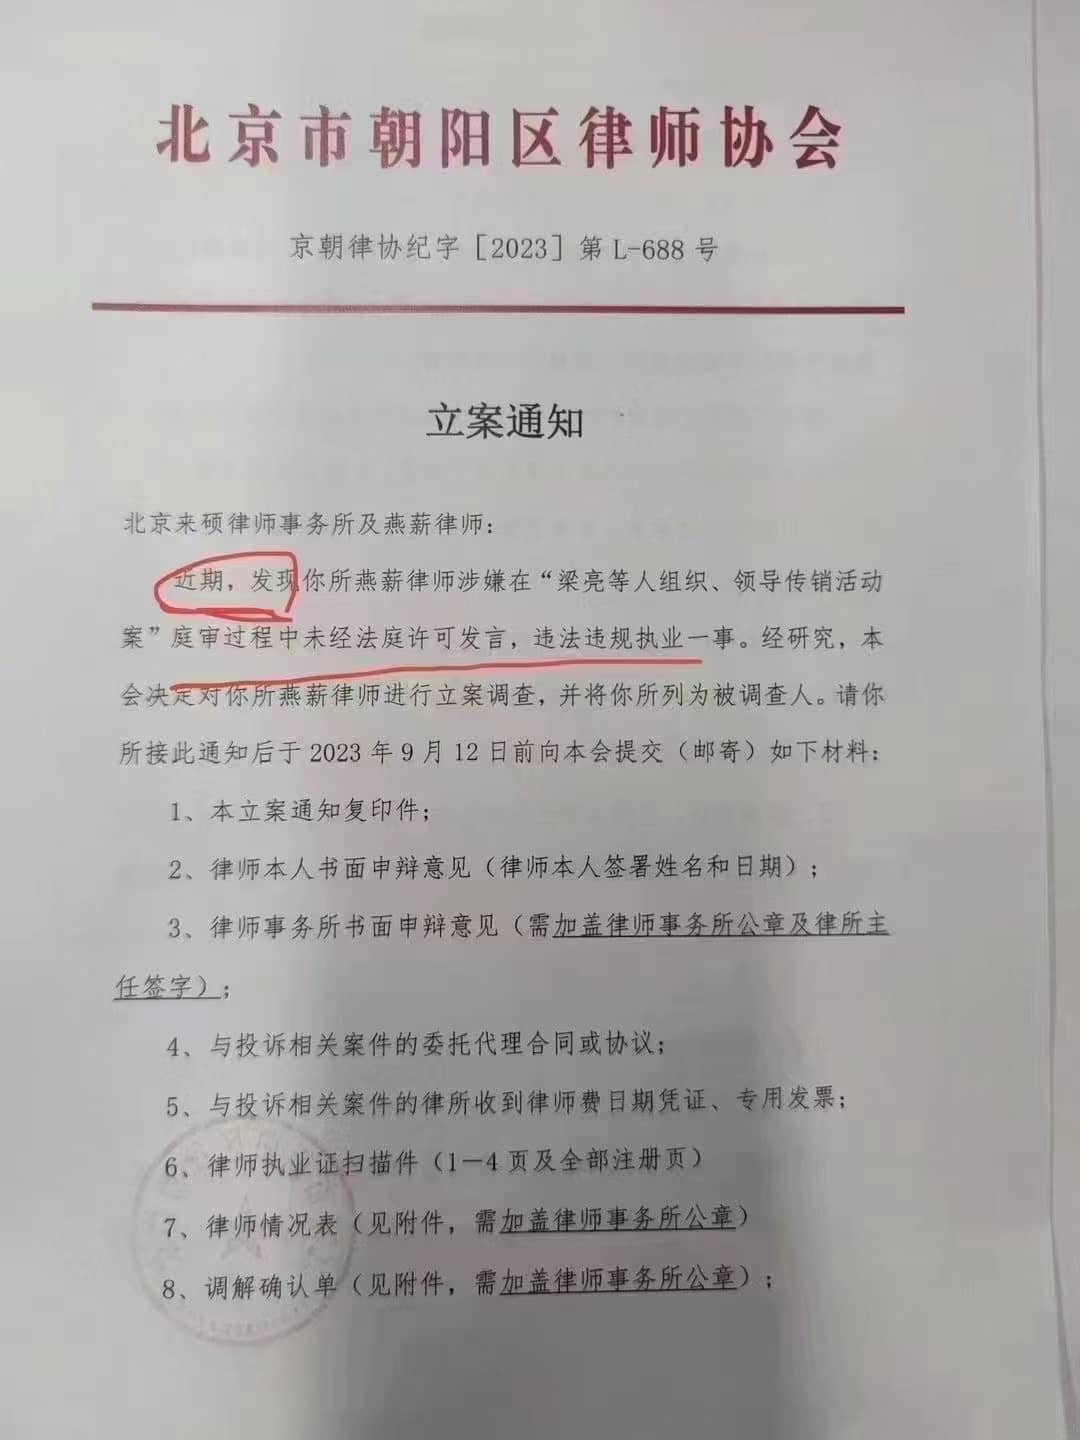 北京市朝阳区律师协会
京朝律协纪字［2023］第 L-688 号
立案通知
北京来硕律师事务所及燕薪律师：
近期，发现你所燕薪律师涉嫌在“梁亮等人组织、领导传销活动
案”庭审过程中未经法庭许可发言，违法违规执业一事。经研究，本
会决定对你所燕薪律师进行立案调查，并将你所列为被调查人。请你
所接此通知后于 2023 年 9 月 12 日前向本会提交（邮寄）如下材料：
1、本立案通知复印件；
2、律师本人书面申辩意见（律师本人签署姓名和日期）；
3、律师事务所书面申辩意见（需加盖律师事务所公章及律所主
任签字）；
4、与投诉相关案件的委托代理合同或协议；
5、与投诉相关案件的律所收到律师费日期凭证、专用发票；
6、律师执业证扫描件（1－4 页及全部注册页）
7、律师情况表（见附件，需加盖律师事务所公章）
8、调解确认单（见附件，需加盖律师事务所公章）；